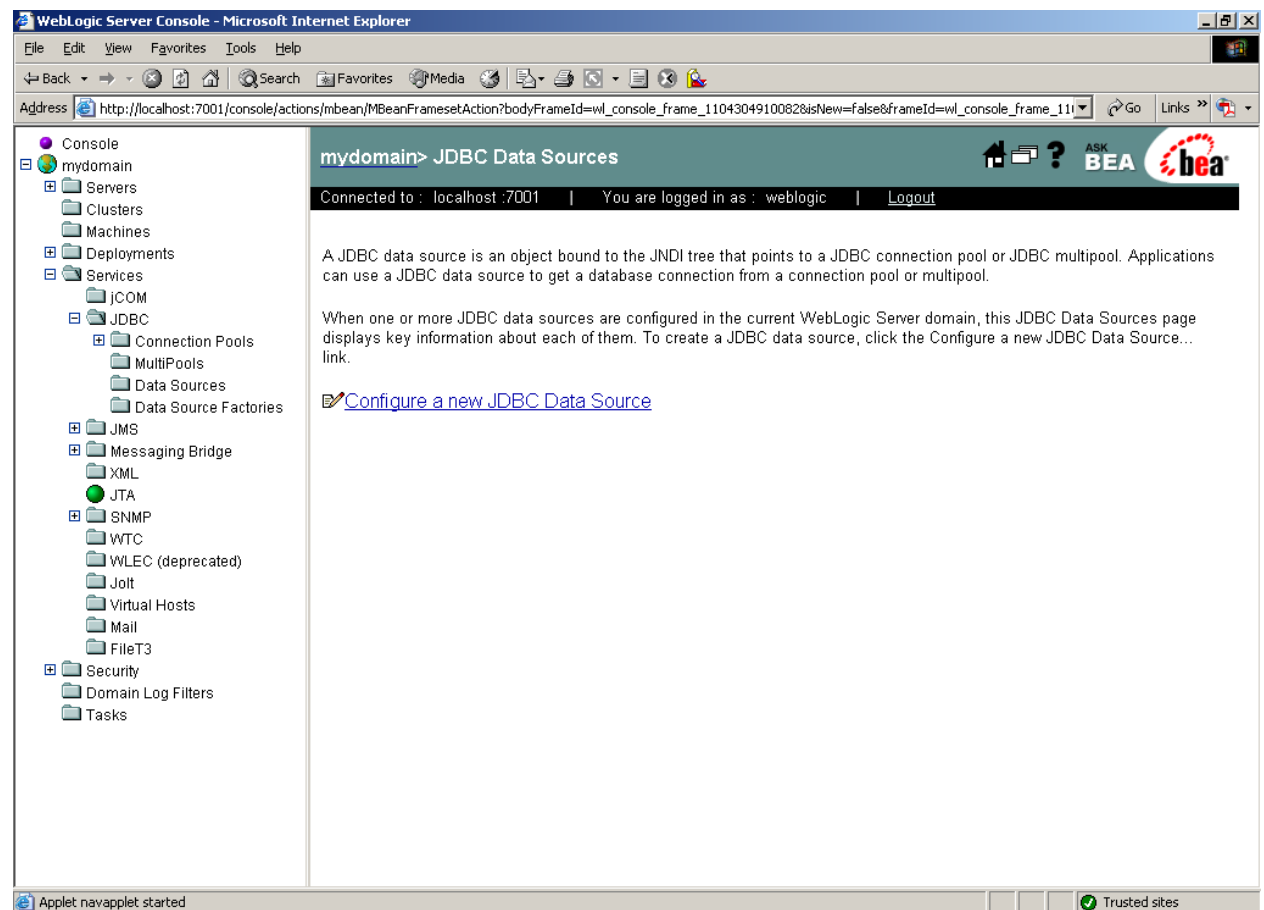 WebLogic Server Console - Microsoft Internet Explorer
File Edit View Favorites Tools Help
Back Search Favorites Media
Address http://localhost:7001/console/actions/mbean/MBeanFramesetAction?bodyFrameId=wl_console_frame_1104304910082&isNew=false&frameId=wl_console_frame_11 Go Links »
Console
mydomain
Servers
Clusters
Machines
Deployments
Services
jCOM
JDBC
Connection Pools
MultiPools
Data Sources
Data Source Factories
JMS
Messaging Bridge
XML
JTA
SNMP
WTC
WLEC (deprecated)
Jolt
Virtual Hosts
Mail
FileT3
Security
Domain Log Filters
Tasks
mydomain> JDBC Data Sources
? ASK BEA bea
Connected to : localhost :7001 | You are logged in as : weblogic | Logout
A JDBC data source is an object bound to the JNDI tree that points to a JDBC connection pool or JDBC multipool. Applications
can use a JDBC data source to get a database connection from a connection pool or multipool.
When one or more JDBC data sources are configured in the current WebLogic Server domain, this JDBC Data Sources page
displays key information about each of them. To create a JDBC data source, click the Configure a new JDBC Data Source...
link.
Configure a new JDBC Data Source
Applet navapplet started
Trusted sites